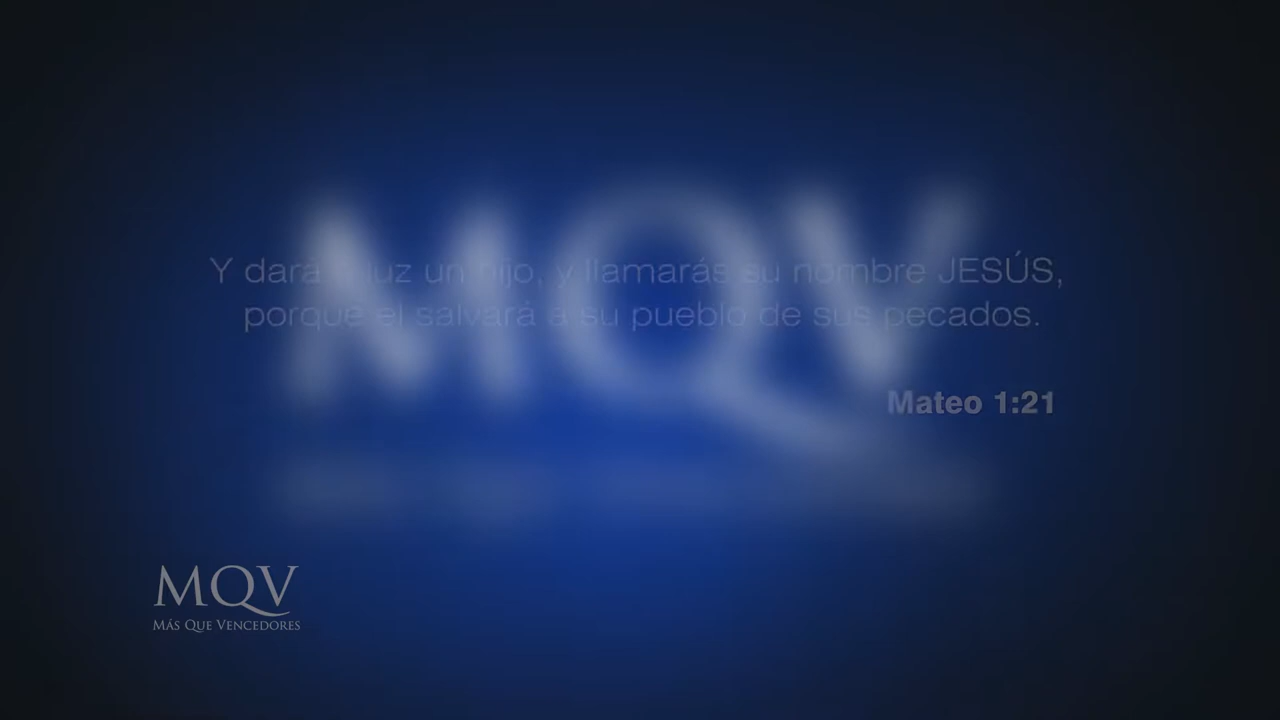 MQV
Y dará a luz un hijo, y llamarás su nombre JESÚS,
porque el salvará a su pueblo de sus pecados.
Mateo 1:21
MQV
MÁS QUE VENCEDORES